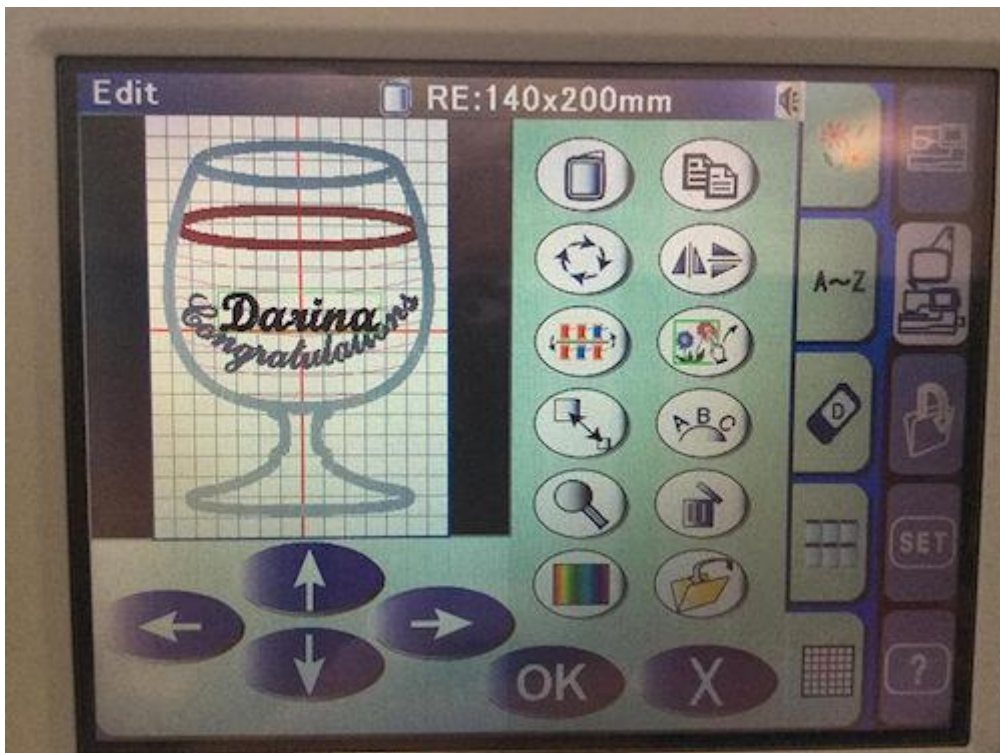 Edit
RE:140x200mm
Darina
Congratulations
A~Z
A B C
D
SET
OK
X
?